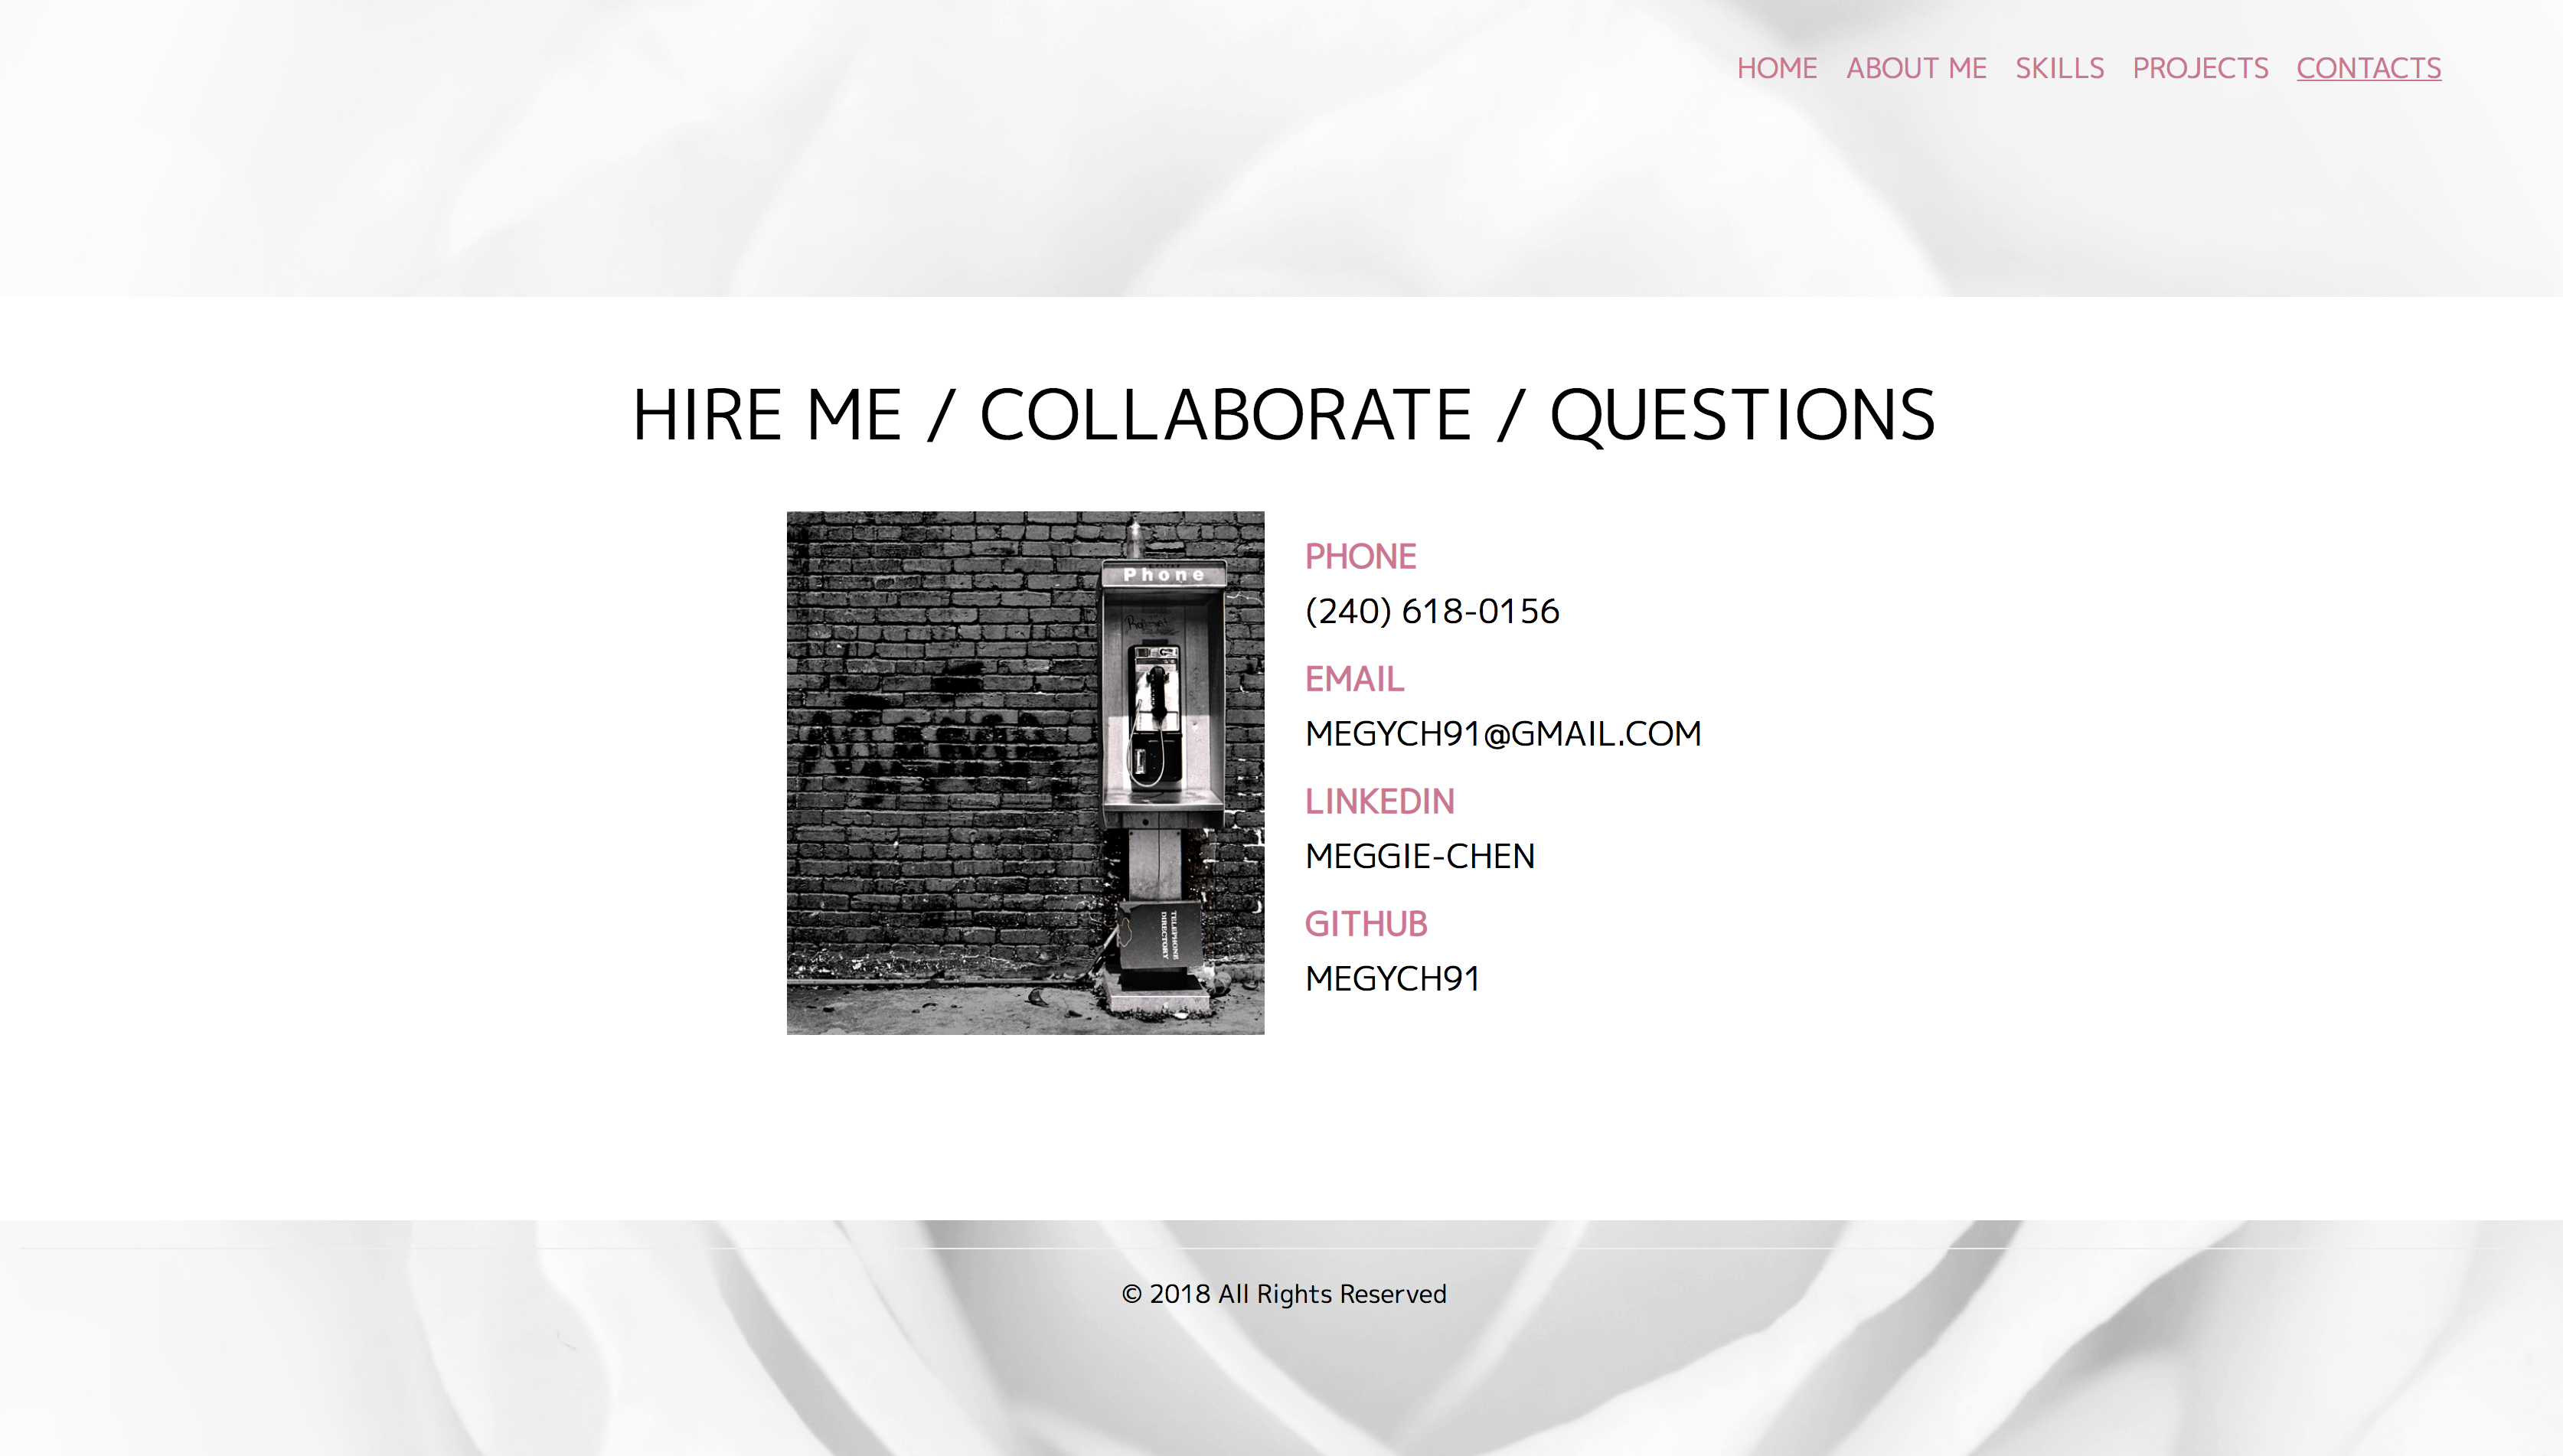 HOME ABOUT ME SKILLS PROJECTS CONTACTS
HIRE ME / COLLABORATE / QUESTIONS
Phone
TELEPHONE
DIRECTORY
PHONE
(240) 618-0156
EMAIL
MEGYCH91@GMAIL.COM
LINKEDIN
MEGGIE-CHEN
GITHUB
MEGYCH91
© 2018 All Rights Reserved